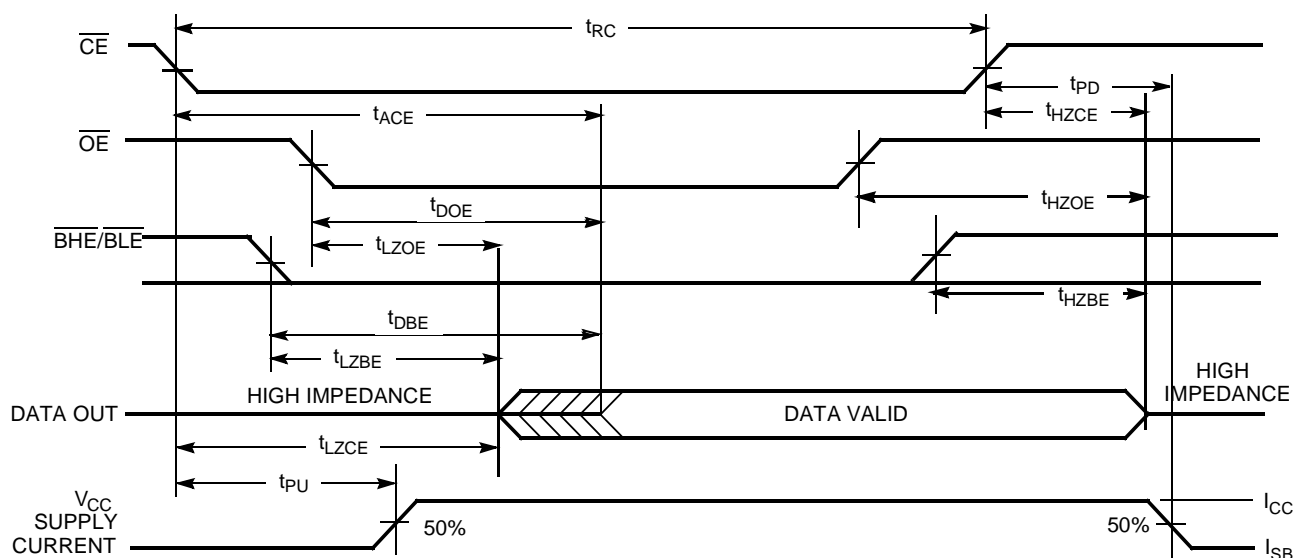 tRC
CE
tPD
tACE
tHZCE
OE
tDOE
tHZOE
tLZOE
BHE/BLE
tHZBE
tDBE
tLZBE
HIGH IMPEDANCE
HIGH
IMPEDANCE
DATA OUT
DATA VALID
tLZCE
tPU
VCC
SUPPLY
CURRENT
50%
50%
ICC
ISB